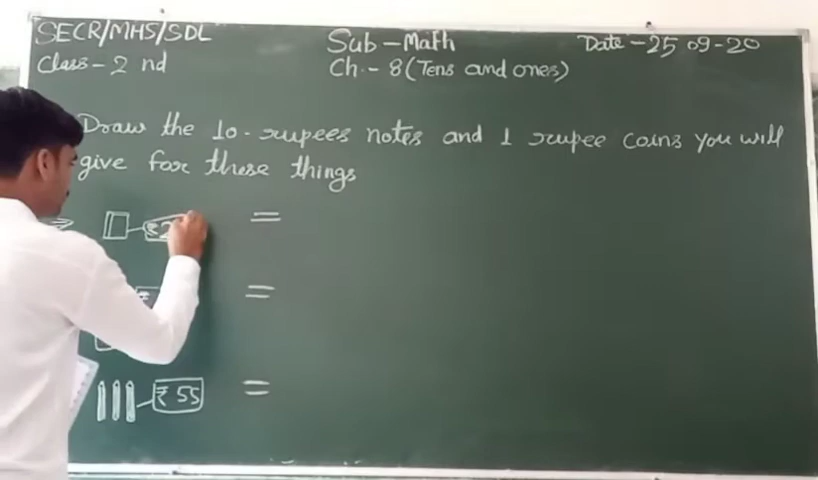 SECR/MHS/SDL
Sub - Math
Date - 25 09-20
Class - 2 nd
Ch. - 8 (Tens and ones)
Draw the 10 - rupees notes and 1 rupee coins you will
give for these things
=
=
₹ 55 =